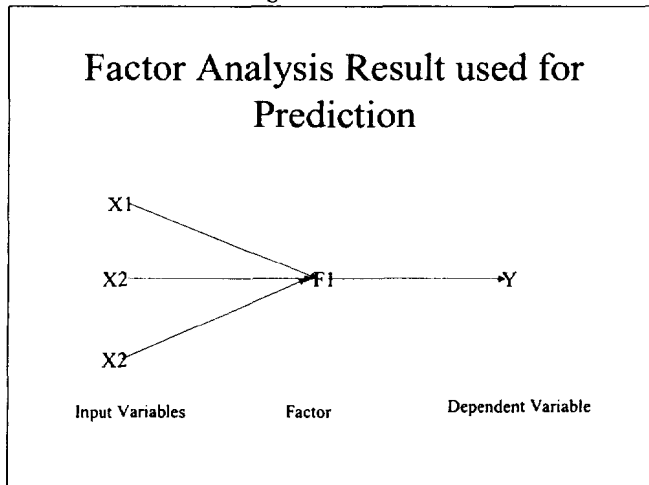 Factor Analysis Result used for
Prediction
X1
X2 F1 Y
X2
Input Variables Factor Dependent Variable